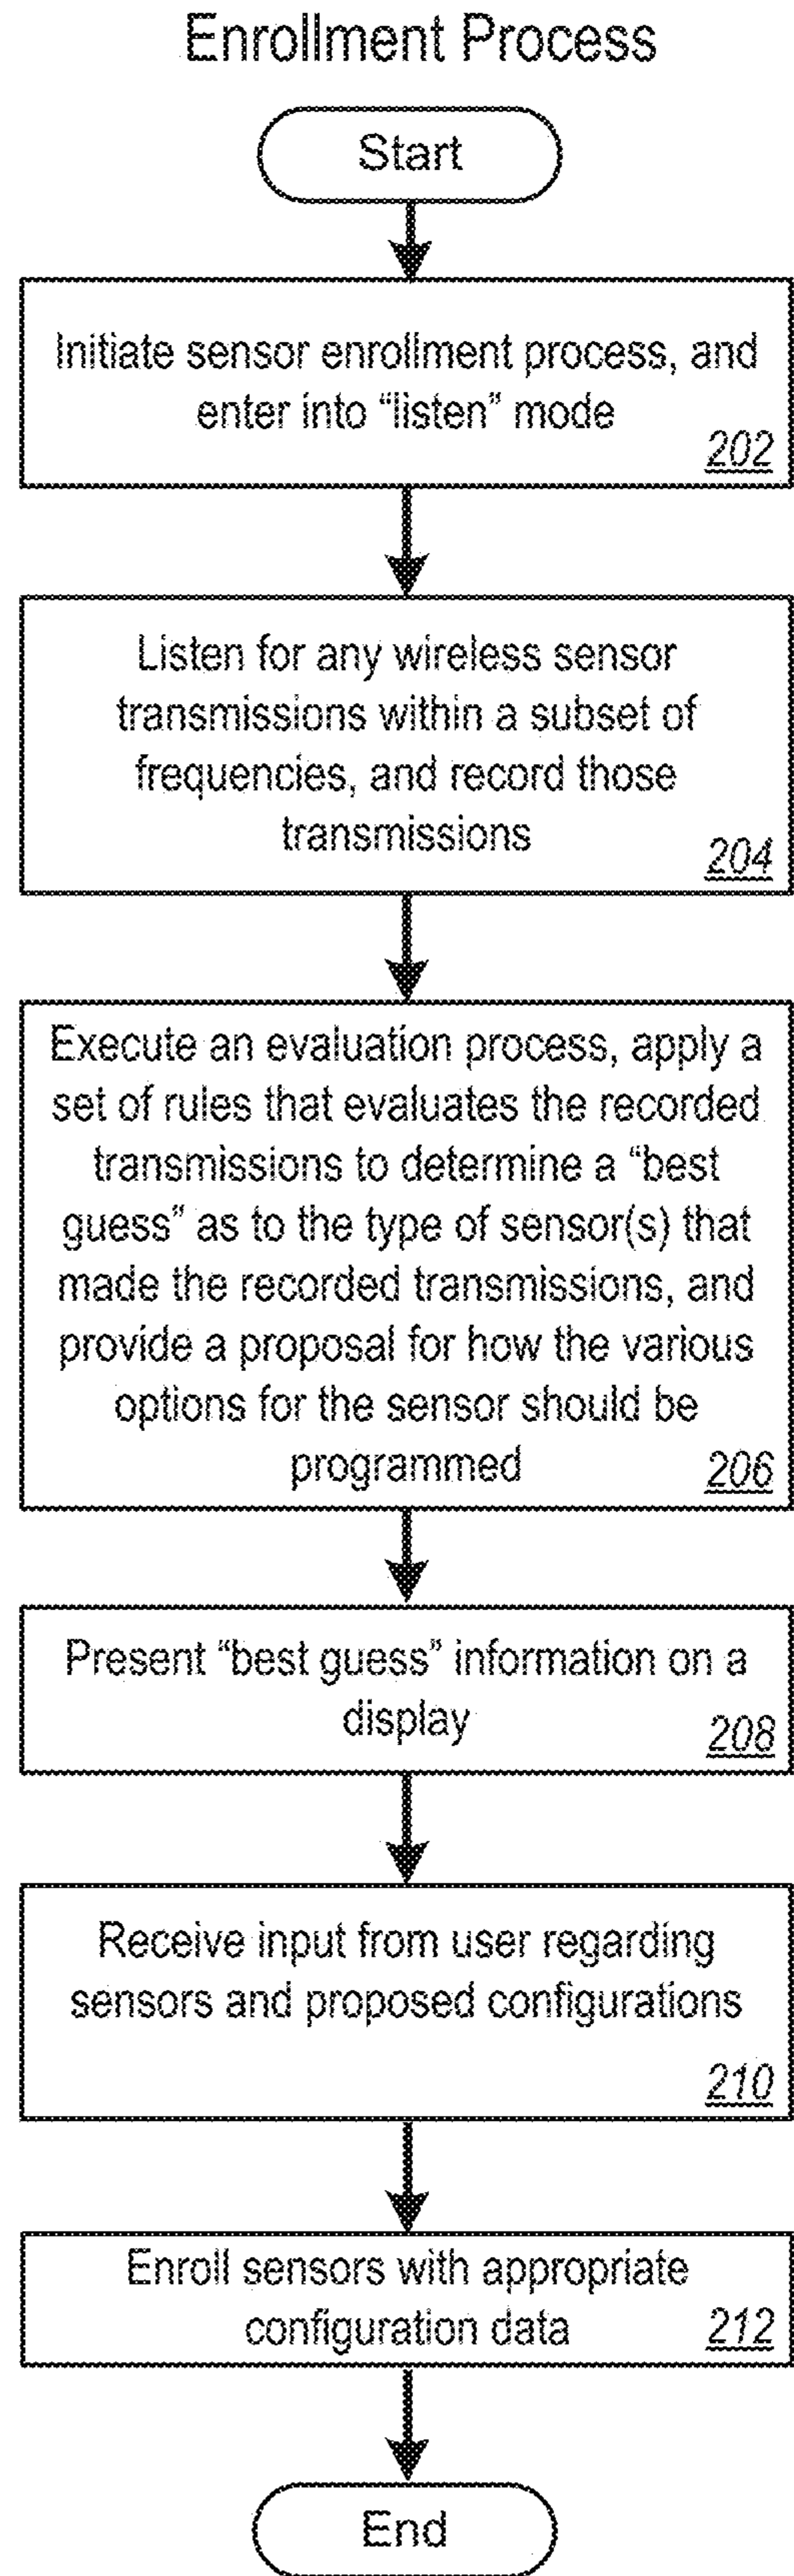 Enrollment Process
Start
Initiate sensor enrollment process, and
enter into “listen” mode
202
Listen for any wireless sensor
transmissions within a subset of
frequencies, and record those
transmissions
204
Execute an evaluation process, apply a
set of rules that evaluates the recorded
transmissions to determine a “best
guess” as to the type of sensor(s) that
made the recorded transmissions, and
provide a proposal for how the various
options for the sensor should be
programmed
206
Present “best guess” information on a
display
208
Receive input from user regarding
sensors and proposed configurations
210
Enroll sensors with appropriate
configuration data
212
End